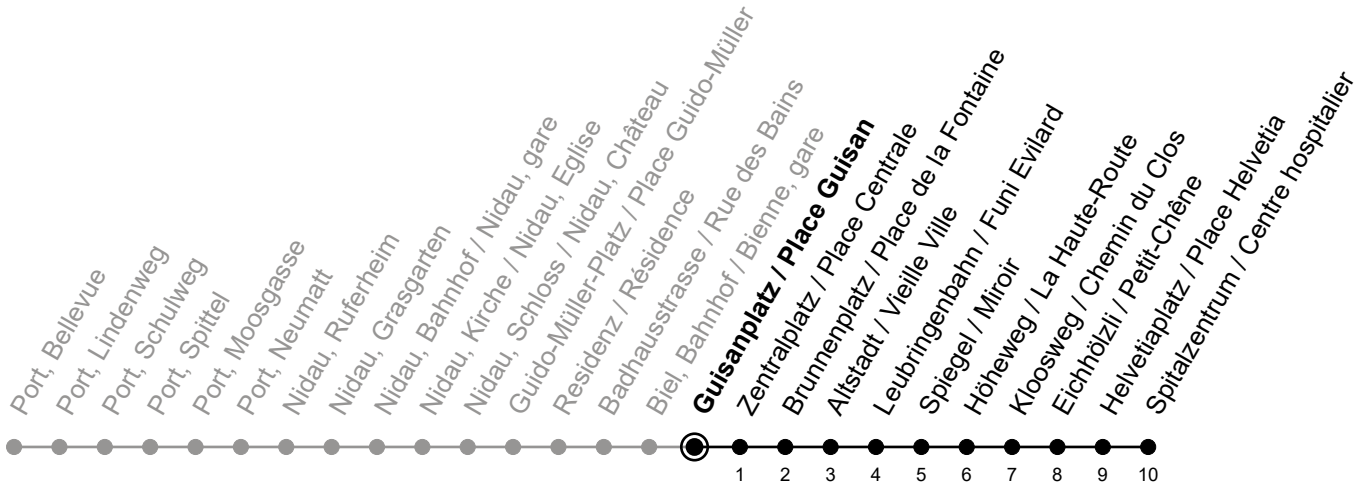 Port, Bellevue
Port, Lindenweg
Port, Schulweg
Port, Spittel
Port, Moosgasse
Port, Neumatt
Nidau, Ruferheim
Nidau, Grasgarten
Nidau, Bahnhof / Nidau, gare
Nidau, Kirche / Nidau, Eglise
Nidau, Schloss / Nidau, Château
Guido-Müller-Platz / Place Guido-Müller
Residenz / Résidence
Badhausstrasse / Rue des Bains
Biel, Bahnhof / Bienne, gare
Guisanplatz / Place Guisan
Zentralplatz / Place Centrale
Brunnenplatz / Place de la Fontaine
Altstadt / Vieille Ville
Leubringenbahn / Funi Evilard
Spiegel / Miroir
Höheweg / La Haute-Route
Kloosweg / Chemin du Clos
Eichhölzli / Petit-Chêne
Helvetiaplatz / Place Helvetia
Spitalzentrum / Centre hospitalier
1 2 3 4 5 6 7 8 9 10